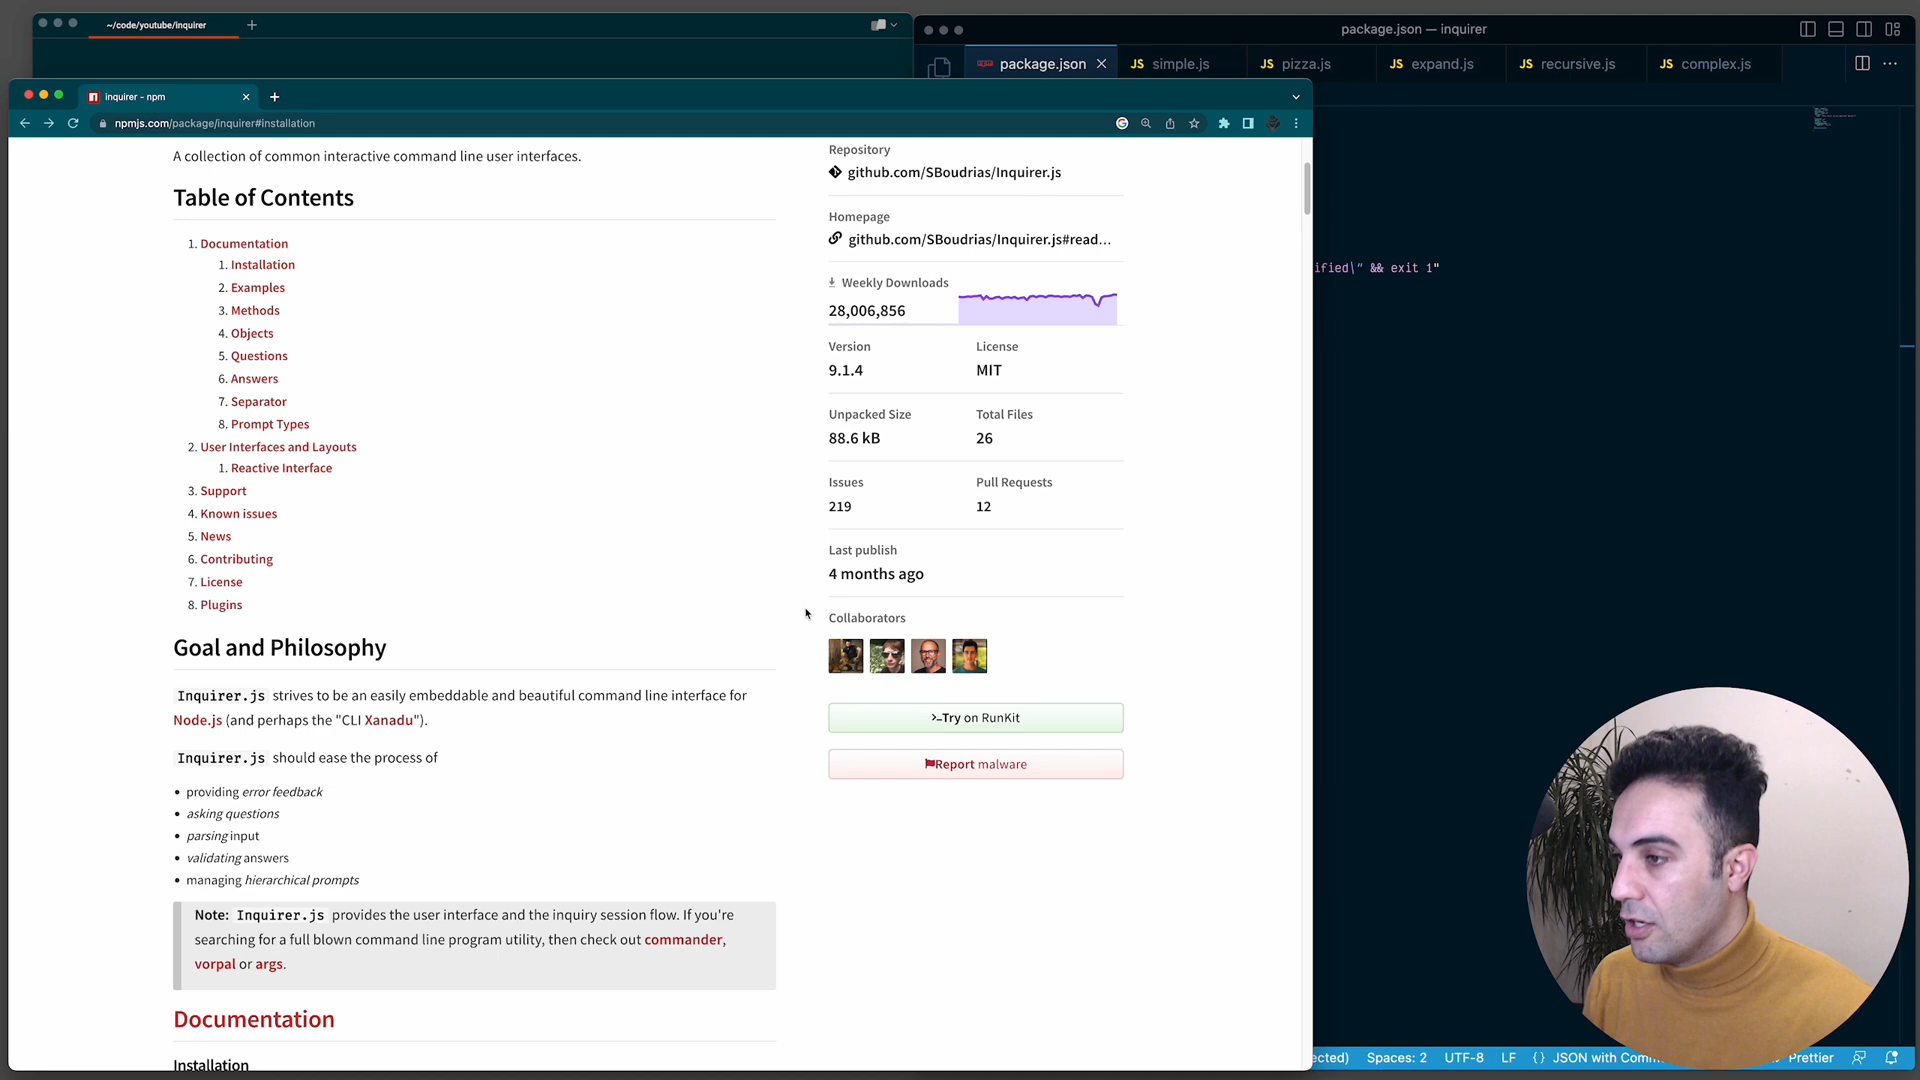 ~/code/youtube/inquirer
package.json — inquirer
package.json
JS simple.js
JS pizza.js
JS expand.js
JS recursive.js
JS complex.js
inquirer - npm
npmjs.com/package/inquirer#installation
A collection of common interactive command line user interfaces.
Table of Contents
1. Documentation
1. Installation
2. Examples
3. Methods
4. Objects
5. Questions
6. Answers
7. Separator
8. Prompt Types
2. User Interfaces and Layouts
1. Reactive Interface
3. Support
4. Known issues
5. News
6. Contributing
7. License
8. Plugins
Goal and Philosophy
Inquirer.js strives to be an easily embeddable and beautiful command line interface for
Node.js (and perhaps the "CLI Xanadu").
Inquirer.js should ease the process of
• providing error feedback
• asking questions
• parsing input
• validating answers
• managing hierarchical prompts
Note: Inquirer.js provides the user interface and the inquiry session flow. If you're
searching for a full blown command line program utility, then check out commander,
vorpal or args.
Documentation
Installation
Repository
github.com/SBoudrias/Inquirer.js
Homepage
github.com/SBoudrias/Inquirer.js#read...
Weekly Downloads
28,006,856
Version
License
9.1.4
MIT
Unpacked Size
Total Files
88.6 kB
26
Issues
Pull Requests
219
12
Last publish
4 months ago
Collaborators
>_Try on RunKit
Report malware
ified\" && exit 1"
ected) Spaces: 2 UTF-8 LF {} JSON with Comm Prettier